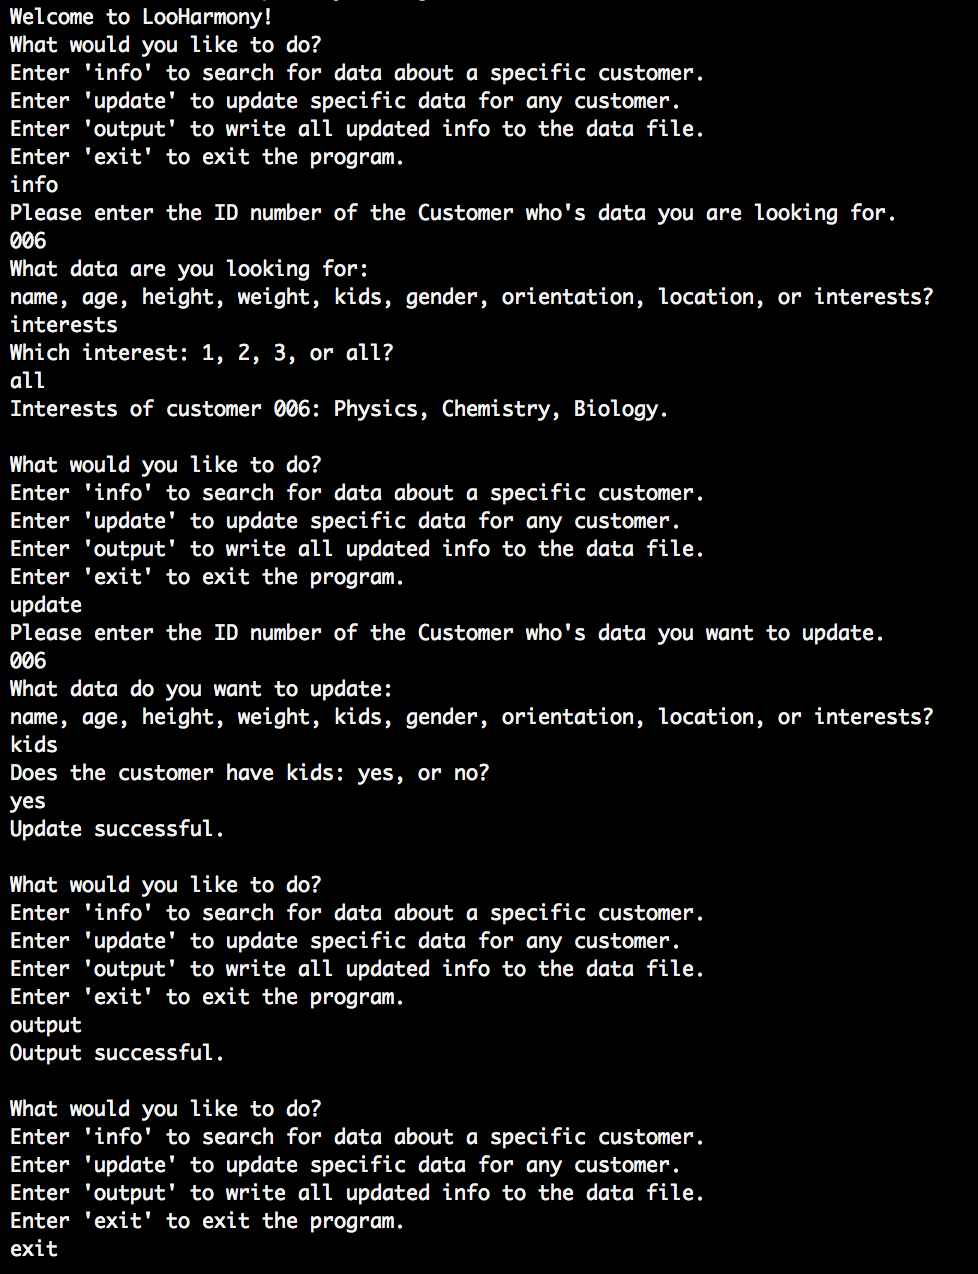 Welcome to LooHarmony!
What would you like to do?
Enter 'info' to search for data about a specific customer.
Enter 'update' to update specific data for any customer.
Enter 'output' to write all updated info to the data file.
Enter 'exit' to exit the program.
info
Please enter the ID number of the Customer who's data you are looking for.
006
What data are you looking for:
name, age, height, weight, kids, gender, orientation, location, or interests?
interests
Which interest: 1, 2, 3, or all?
all
Interests of customer 006: Physics, Chemistry, Biology.

What would you like to do?
Enter 'info' to search for data about a specific customer.
Enter 'update' to update specific data for any customer.
Enter 'output' to write all updated info to the data file.
Enter 'exit' to exit the program.
update
Please enter the ID number of the Customer who's data you want to update.
006
What data do you want to update:
name, age, height, weight, kids, gender, orientation, location, or interests?
kids
Does the customer have kids: yes, or no?
yes
Update successful.

What would you like to do?
Enter 'info' to search for data about a specific customer.
Enter 'update' to update specific data for any customer.
Enter 'output' to write all updated info to the data file.
Enter 'exit' to exit the program.
output
Output successful.

What would you like to do?
Enter 'info' to search for data about a specific customer.
Enter 'update' to update specific data for any customer.
Enter 'output' to write all updated info to the data file.
Enter 'exit' to exit the program.
exit